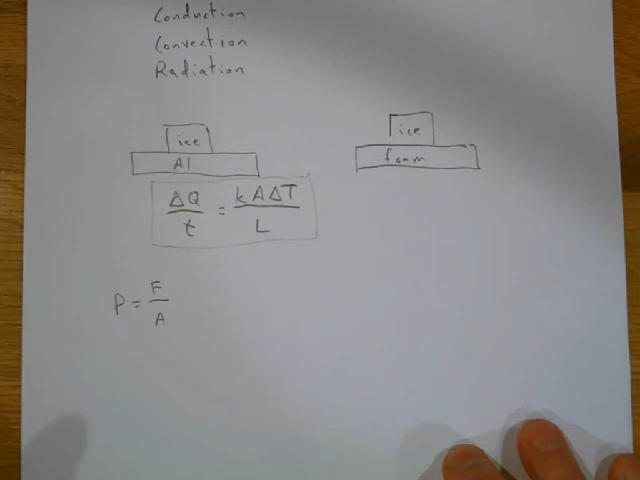 Conduction
Convection
Radiation
ice
Al
ice
foam
ΔQ/t = kAΔT/L
P = F/A